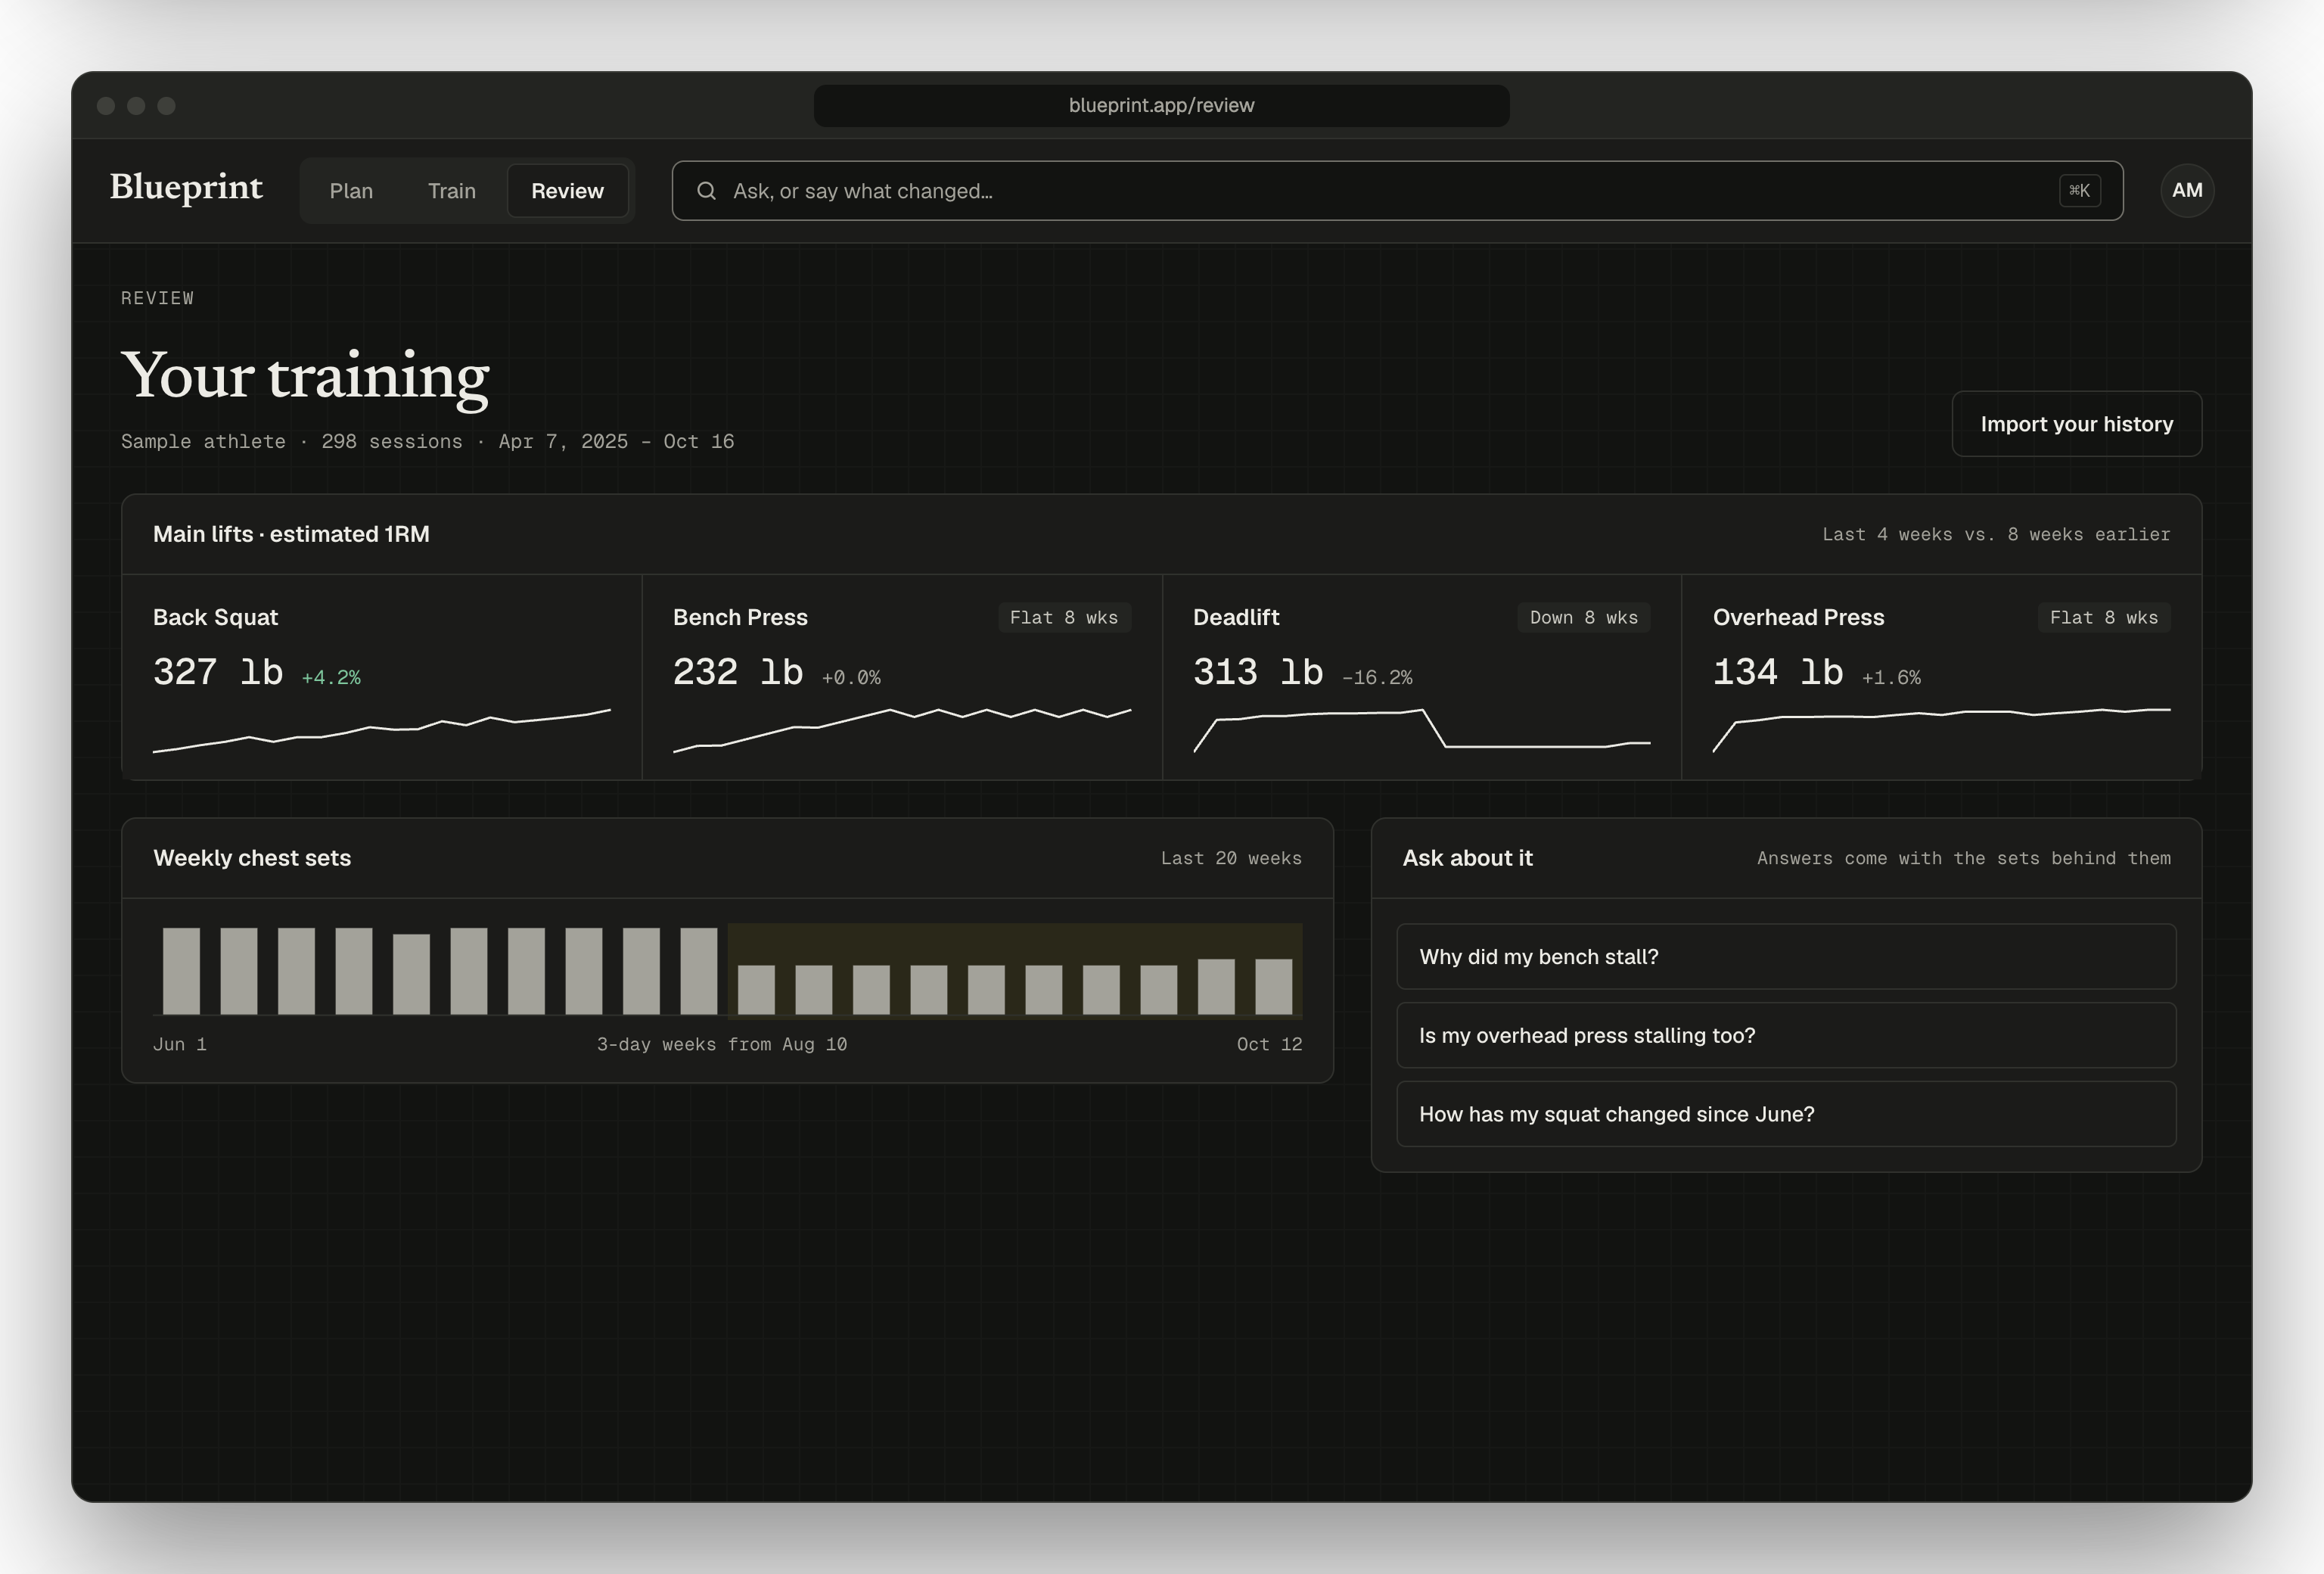 blueprint.app/review
Blueprint
Plan Train Review
Ask, or say what changed…
⌘K
AM
REVIEW
Your training
Sample athlete · 298 sessions · Apr 7, 2025 – Oct 16
Import your history
Main lifts · estimated 1RM
Last 4 weeks vs. 8 weeks earlier
Back Squat
327 lb +4.2%
Bench Press Flat 8 wks
232 lb +0.0%
Deadlift Down 8 wks
313 lb −16.2%
Overhead Press Flat 8 wks
134 lb +1.6%
Weekly chest sets
Last 20 weeks
Jun 1 3-day weeks from Aug 10 Oct 12
Ask about it
Answers come with the sets behind them
Why did my bench stall?
Is my overhead press stalling too?
How has my squat changed since June?